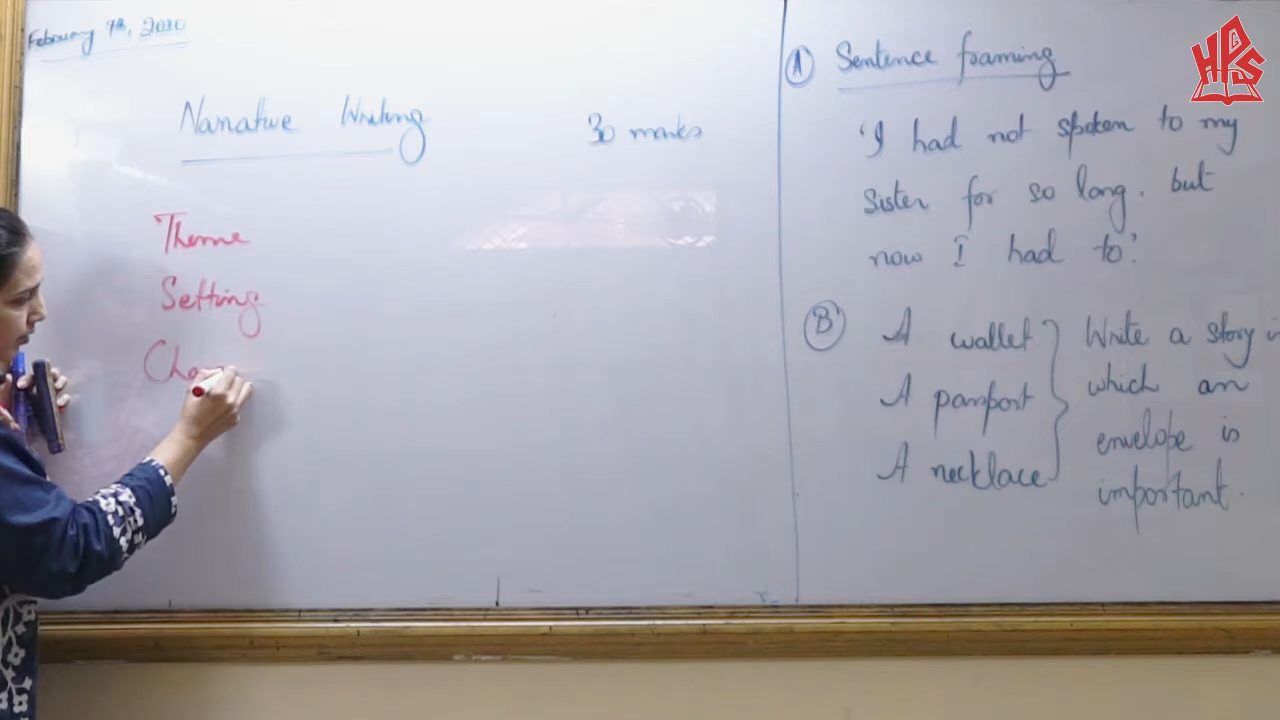 February 7th, 2020
Narrative Writing
30 marks
Theme
Setting
Cha
A Sentence framing
'I had not spoken to my
sister for so long. but
now I had to'.
B A wallet
A passport
A necklace
Write a story i
which an
envelope is
important.
HPS